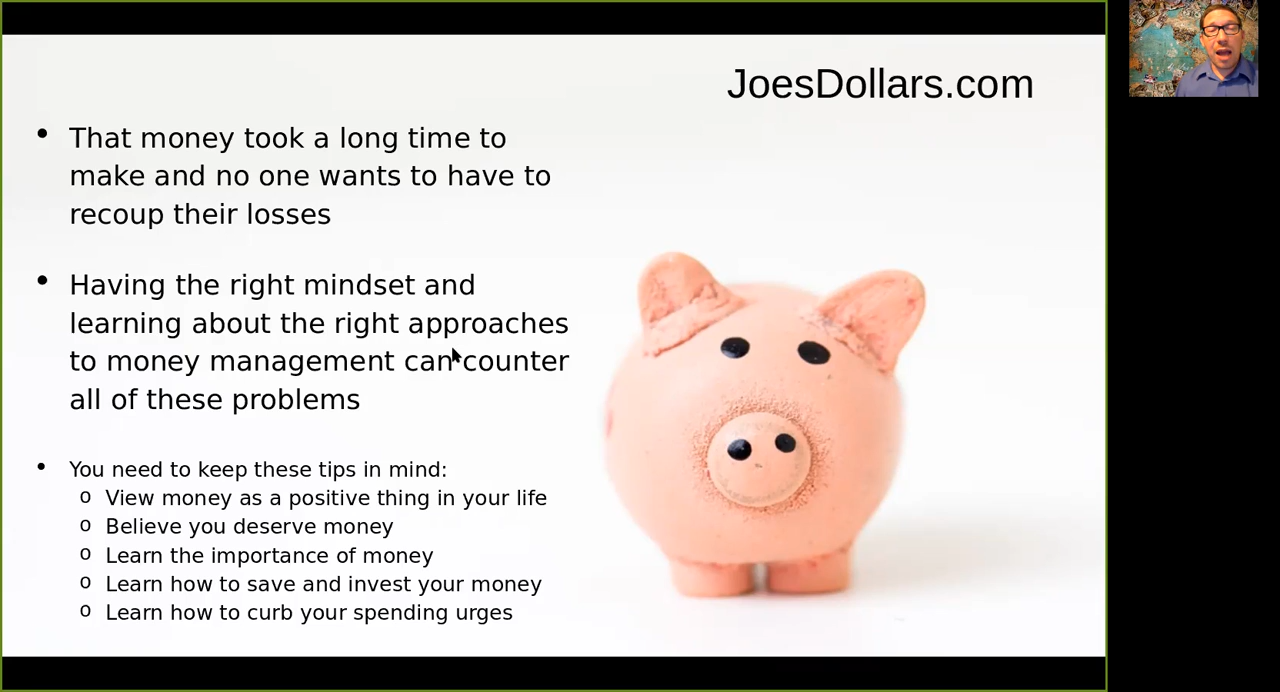 JoesDollars.com
• That money took a long time to
make and no one wants to have to
recoup their losses
• Having the right mindset and
learning about the right approaches
to money management can counter
all of these problems
• You need to keep these tips in mind:
o View money as a positive thing in your life
o Believe you deserve money
o Learn the importance of money
o Learn how to save and invest your money
o Learn how to curb your spending urges